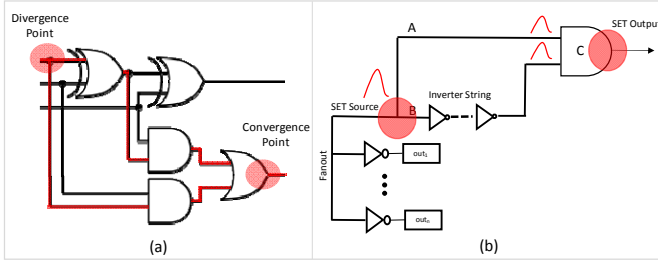 Divergence
Point
Convergence
Point
(a)
A
SET Output
C
SET Source
B
Inverter String
Fanout
out₁
outₙ
(b)